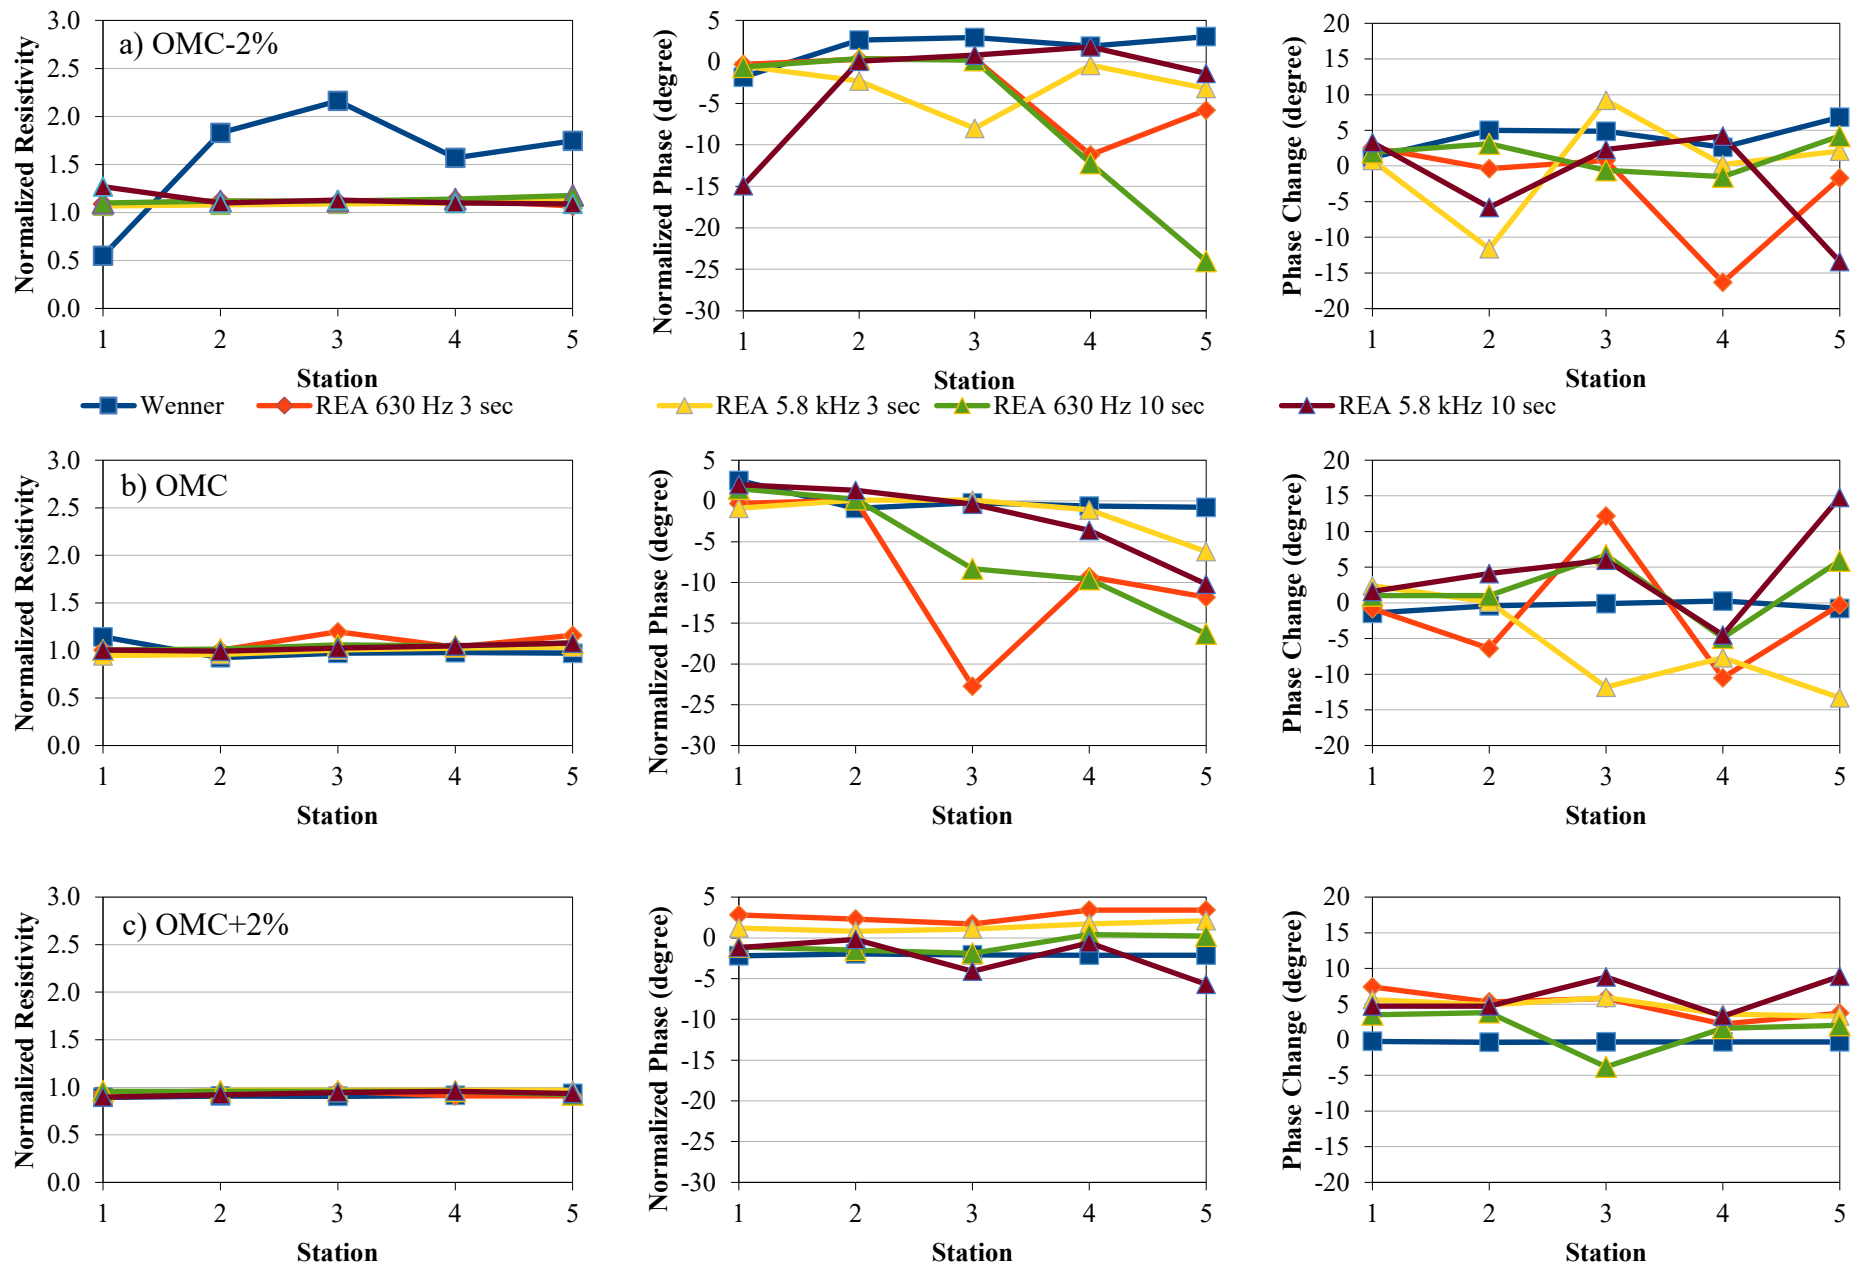 a) OMC-2%
Normalized Resistivity
3.0
2.5
2.0
1.5
1.0
0.5
0.0
1 2 3 4 5
Station
Normalized Phase (degree)
5
0
-5
-10
-15
-20
-25
-30
1 2 3 4 5
Station
Phase Change (degree)
20
15
10
5
0
-5
-10
-15
-20
1 2 3 4 5
Station
Wenner REA 630 Hz 3 sec REA 5.8 kHz 3 sec REA 630 Hz 10 sec REA 5.8 kHz 10 sec
b) OMC
Normalized Resistivity
3.0
2.5
2.0
1.5
1.0
0.5
0.0
1 2 3 4 5
Station
Normalized Phase (degree)
5
0
-5
-10
-15
-20
-25
-30
1 2 3 4 5
Station
Phase Change (degree)
20
15
10
5
0
-5
-10
-15
-20
1 2 3 4 5
Station
c) OMC+2%
Normalized Resistivity
3.0
2.5
2.0
1.5
1.0
0.5
0.0
1 2 3 4 5
Station
Normalized Phase (degree)
5
0
-5
-10
-15
-20
-25
-30
1 2 3 4 5
Station
Phase Change (degree)
20
15
10
5
0
-5
-10
-15
-20
1 2 3 4 5
Station